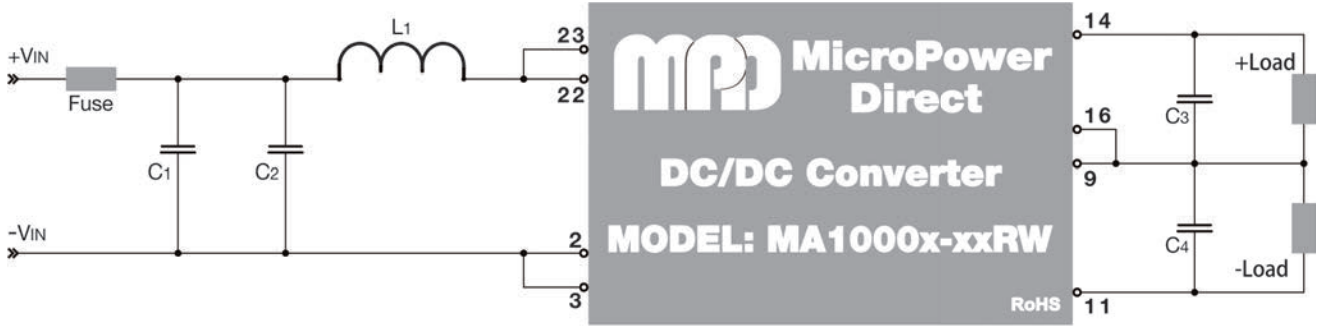 +VIN
Fuse
C1
C2
L1
-VIN
23
22
2
3
MPD
MicroPower
Direct
DC/DC Converter
MODEL: MA1000x-xxRW
RoHS
14
16
9
11
C3
C4
+Load
-Load